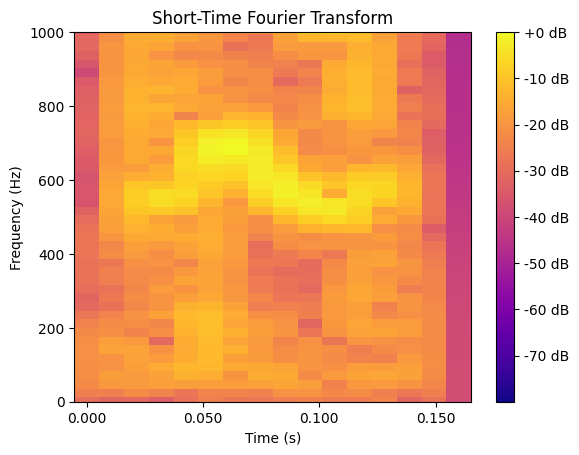 Short-Time Fourier Transform
1000
800
600
400
200
0
Frequency (Hz)
0.000
0.050
0.100
0.150
Time (s)
+0 dB
-10 dB
-20 dB
-30 dB
-40 dB
-50 dB
-60 dB
-70 dB